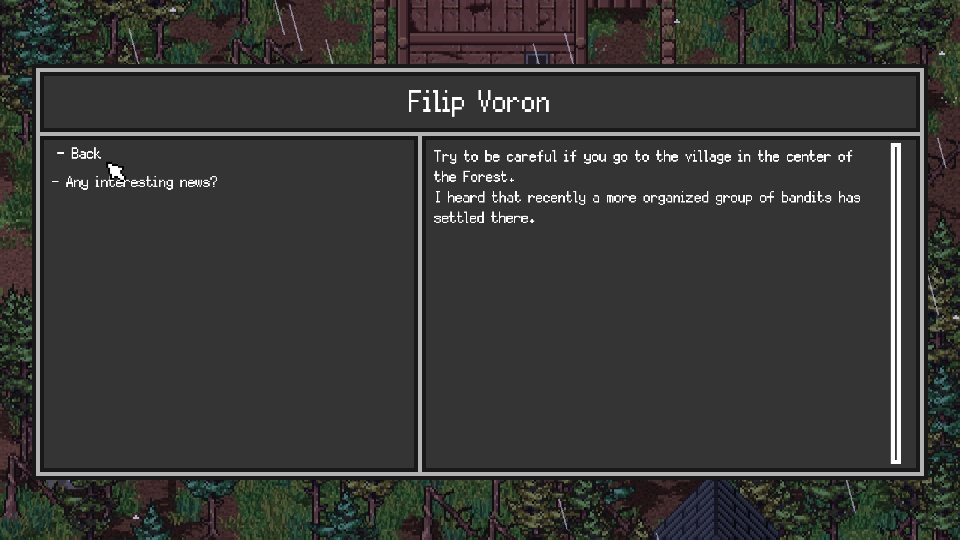 Filip Voron
- Back
- Any interesting news?
Try to be careful if you go to the village in the center of
the Forest.
I heard that recently a more organized group of bandits has
settled there.